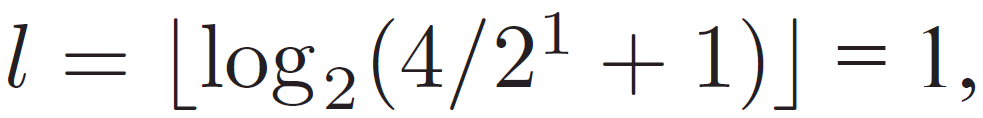 l = ⌊log₂(4/2¹ + 1)⌋ = 1,